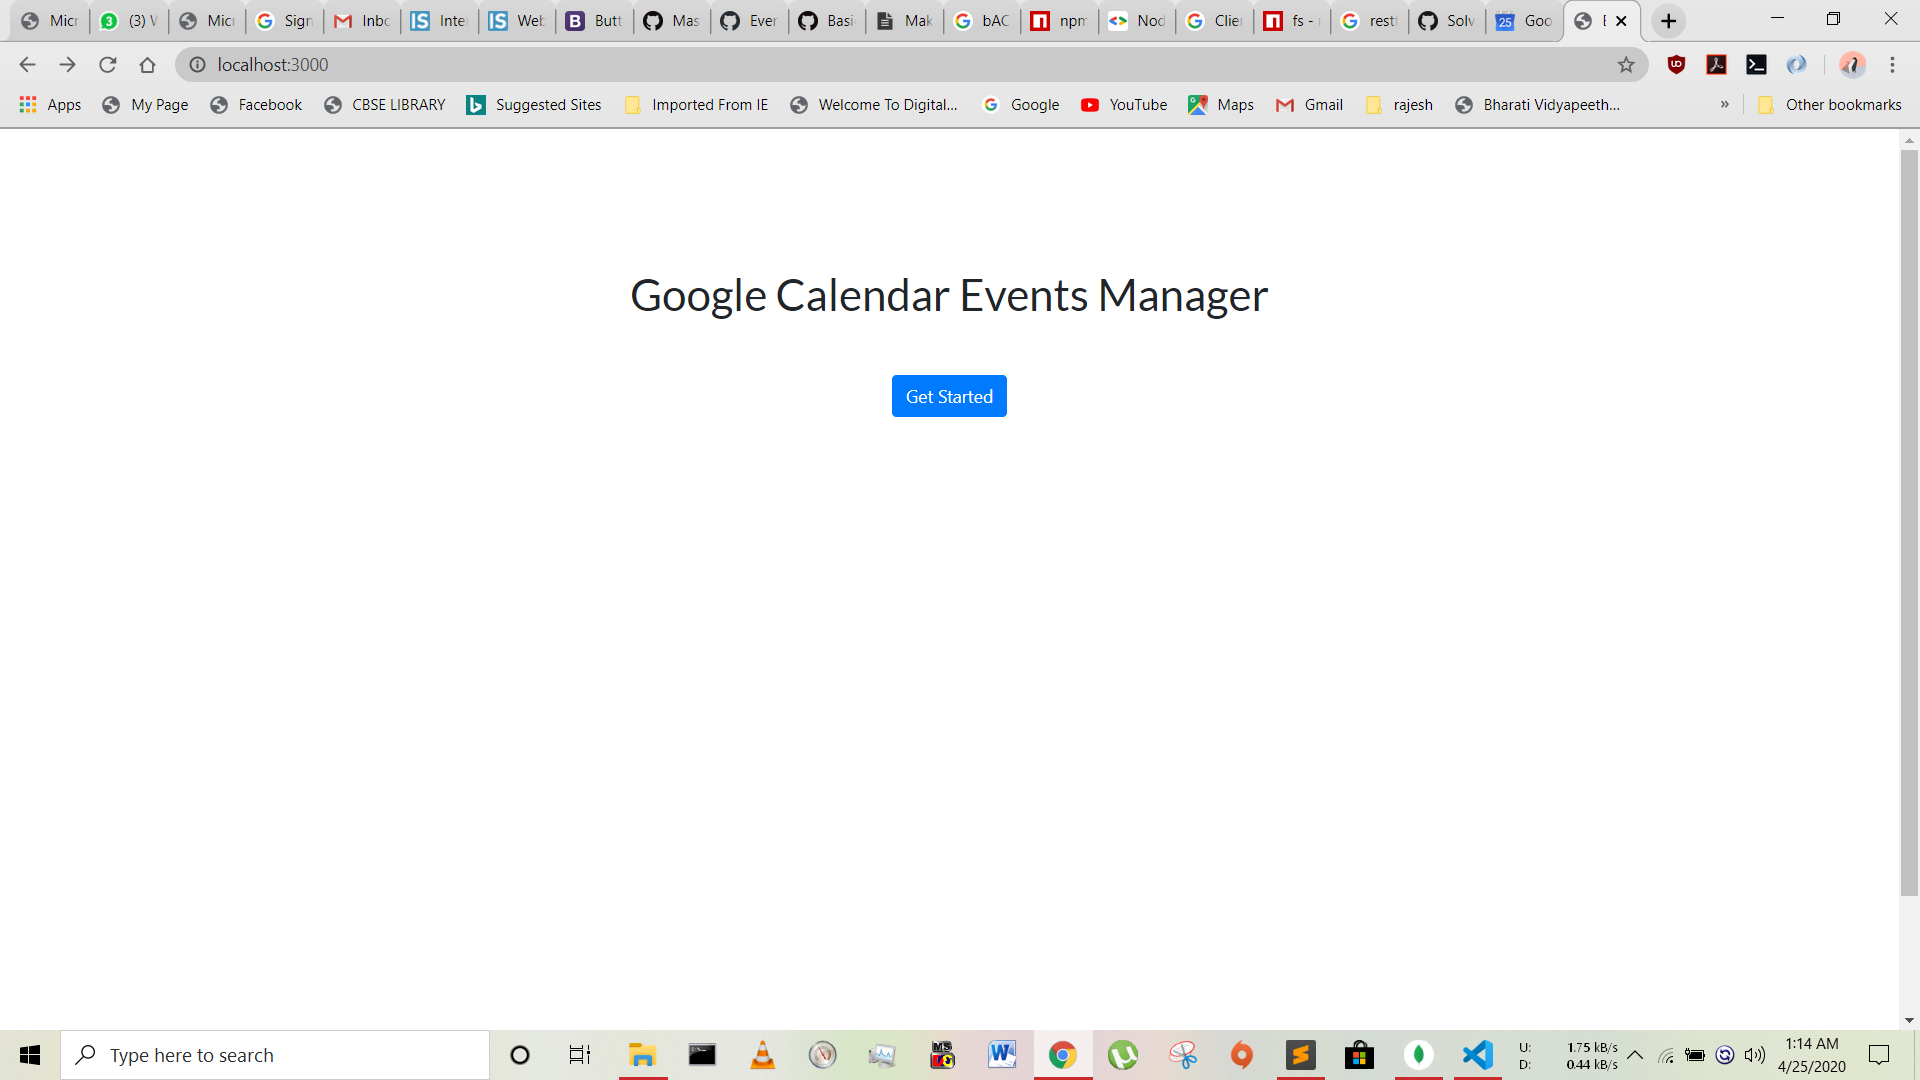 Micr
(3) W
Micr
Sign
Inbo
Inter
Web
Butt
Mas
Ever
Basi
Mak
bAC
npm
Nod
Clier
fs -
restf
Solv
Goo
localhost:3000
Apps
My Page
Facebook
CBSE LIBRARY
Suggested Sites
Imported From IE
Welcome To Digital...
Google
YouTube
Maps
Gmail
rajesh
Bharati Vidyapeeth...
»
Other bookmarks
Google Calendar Events Manager
Get Started
Type here to search
U: 1.75 kB/s
D: 0.44 kB/s
1:14 AM
4/25/2020